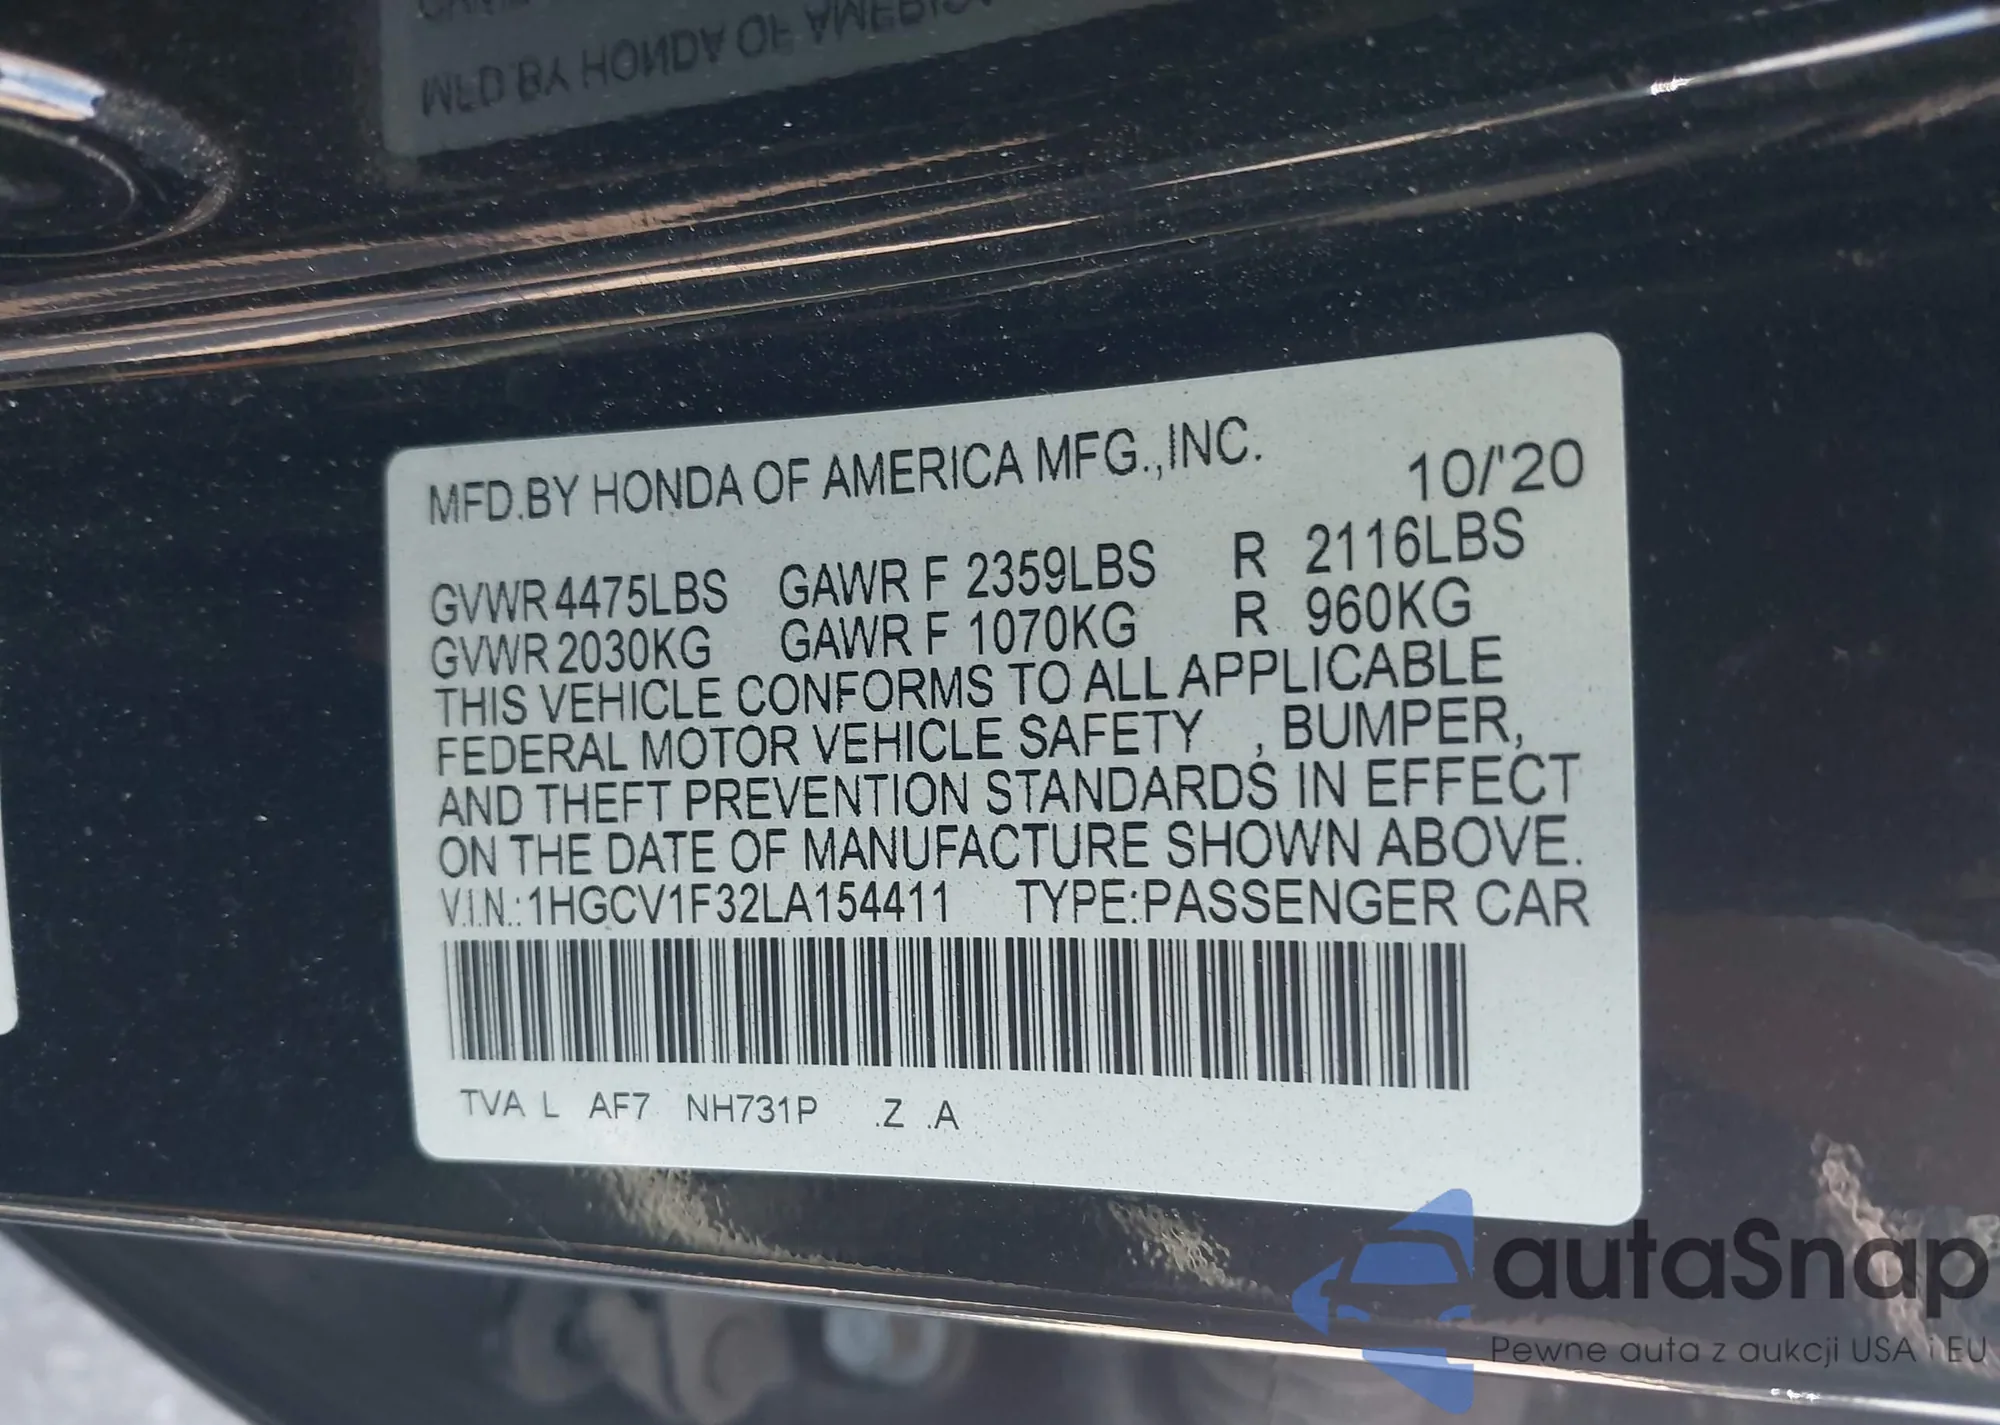 MFD.BY HONDA OF AMERICA
MFD.BY HONDA OF AMERICA MFG.,INC. 10/'20
GVWR 4475LBS GAWR F 2359LBS R 2116LBS
GVWR 2030KG GAWR F 1070KG R 960KG
THIS VEHICLE CONFORMS TO ALL APPLICABLE
FEDERAL MOTOR VEHICLE SAFETY , BUMPER,
AND THEFT PREVENTION STANDARDS IN EFFECT
ON THE DATE OF MANUFACTURE SHOWN ABOVE.
V.I.N.:1HGCV1F32LA154411 TYPE:PASSENGER CAR
TVA L AF7 NH731P .Z .A
autaSnap
Pewne auta z aukcji USA i EU